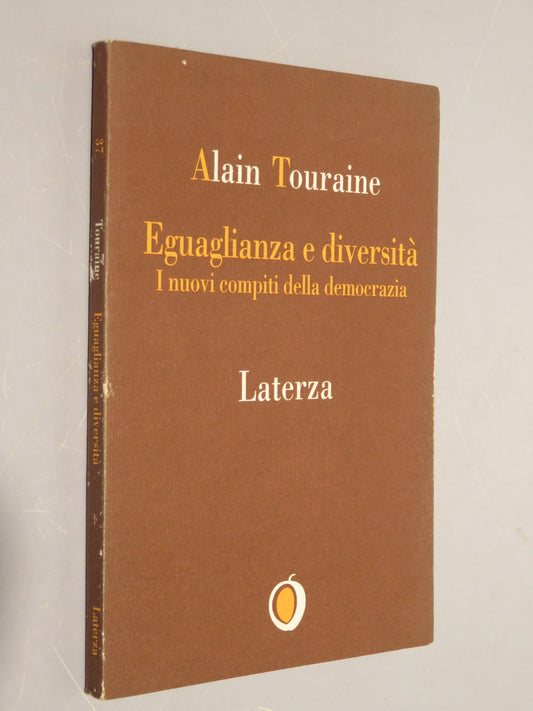 Alain Touraine
Eguaglianza e diversità
I nuovi compiti della democrazia
Laterza
37
Touraine
Eguaglianza e diversità
Laterza